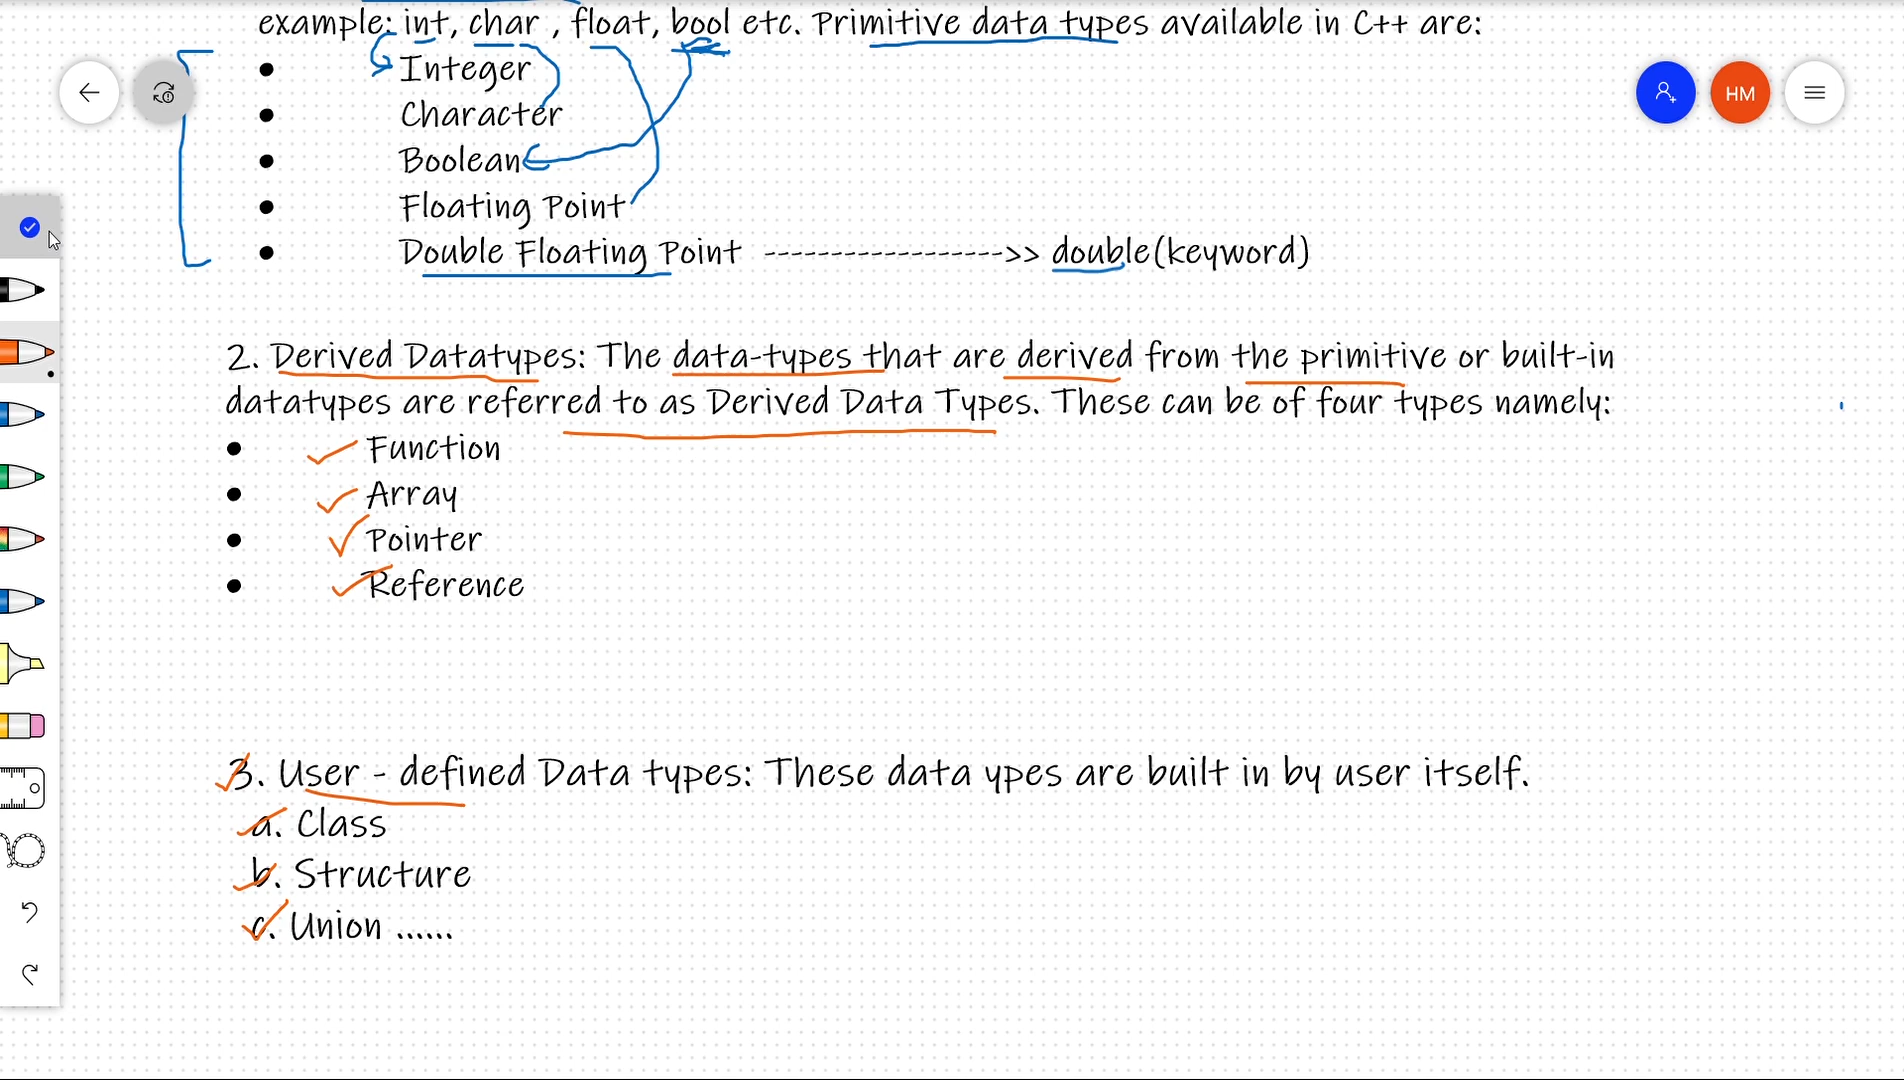 example: int, char , float, bool etc. Primitive data types available in C++ are:
● Integer
● Character
● Boolean
● Floating Point
● Double Floating Point ------------------>> double(keyword)
HM
2. Derived Datatypes: The data-types that are derived from the primitive or built-in
datatypes are referred to as Derived Data Types. These can be of four types namely:
● Function
● Array
● Pointer
● Reference
3. User - defined Data types: These data ypes are built in by user itself.
a. Class
b. Structure
c. Union ......